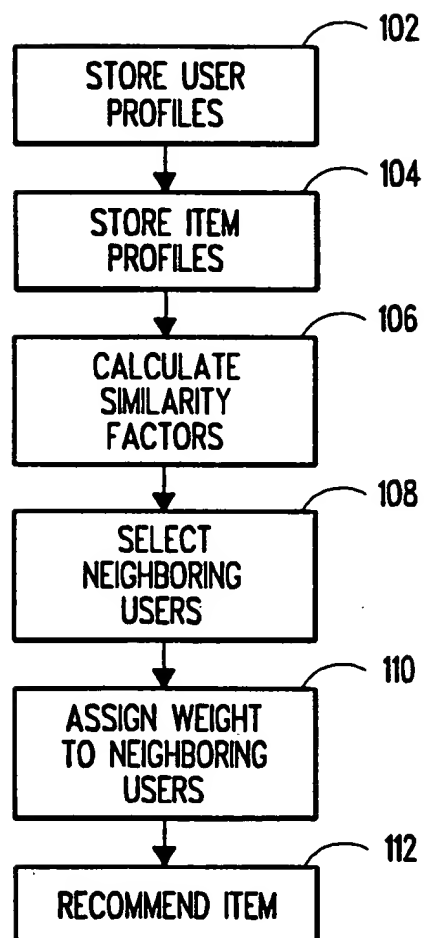 102
STORE USER
PROFILES
104
STORE ITEM
PROFILES
106
CALCULATE
SIMILARITY
FACTORS
108
SELECT
NEIGHBORING
USERS
110
ASSIGN WEIGHT
TO NEIGHBORING
USERS
112
RECOMMEND ITEM